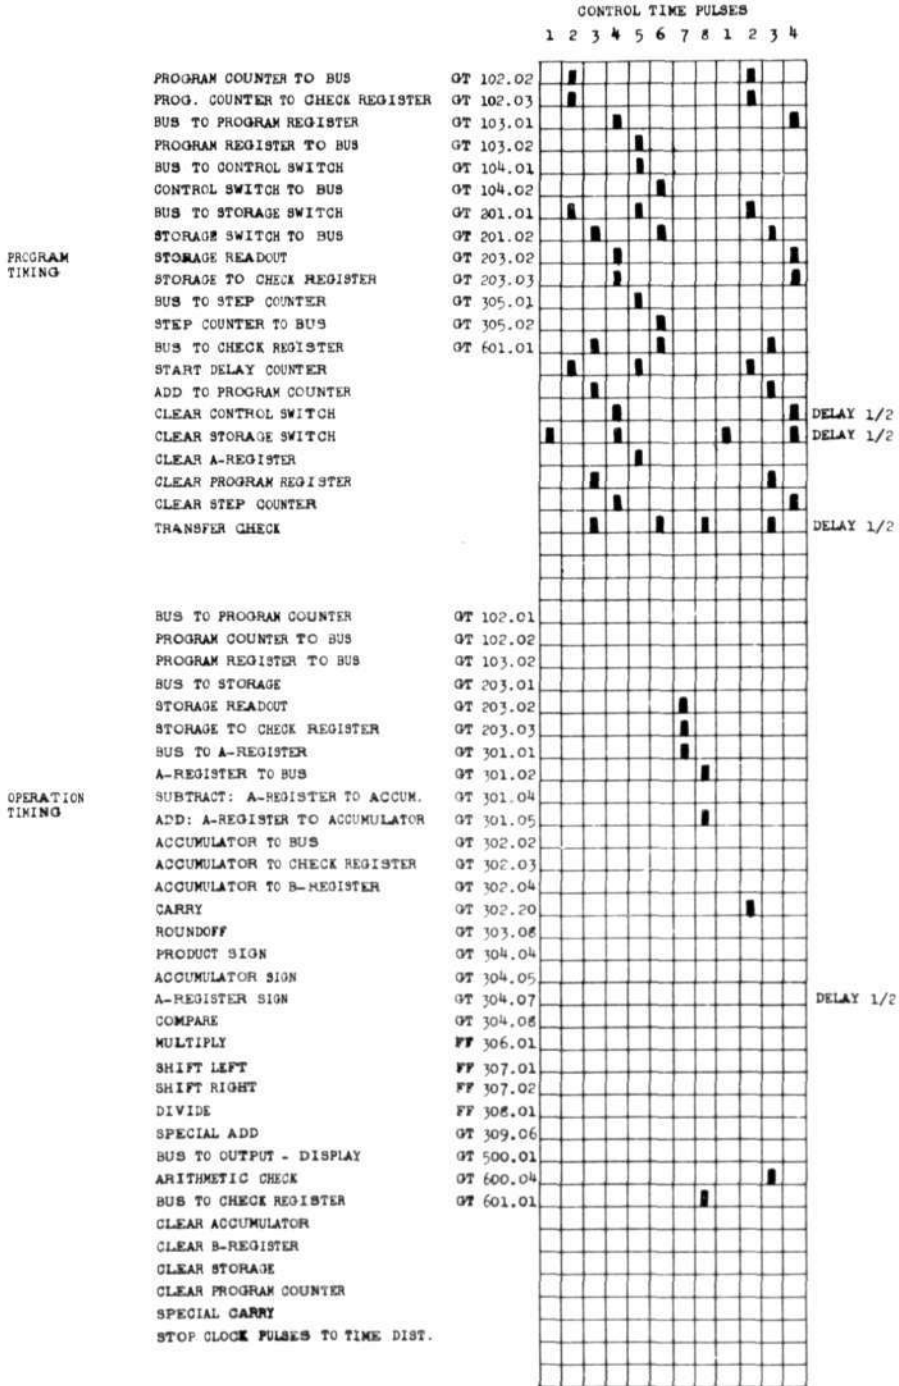 CONTROL TIME PULSES
1 2 3 4 5 6 7 8 1 2 3 4
PROGRAM COUNTER TO BUS GT 102.02
PROG. COUNTER TO CHECK REGISTER GT 102.03
BUS TO PROGRAM REGISTER GT 103.01
PROGRAM REGISTER TO BUS GT 103.02
BUS TO CONTROL SWITCH GT 104.01
CONTROL SWITCH TO BUS GT 104.02
BUS TO STORAGE SWITCH GT 201.01
STORAGE SWITCH TO BUS GT 201.02
PROGRAM TIMING
STORAGE READOUT GT 203.02
STORAGE TO CHECK REGISTER GT 203.03
BUS TO STEP COUNTER GT 305.01
STEP COUNTER TO BUS GT 305.02
BUS TO CHECK REGISTER GT 601.01
START DELAY COUNTER
ADD TO PROGRAM COUNTER
CLEAR CONTROL SWITCH DELAY 1/2
CLEAR STORAGE SWITCH DELAY 1/2
CLEAR A-REGISTER
CLEAR PROGRAM REGISTER
CLEAR STEP COUNTER
TRANSFER CHECK DELAY 1/2
BUS TO PROGRAM COUNTER GT 102.01
PROGRAM COUNTER TO BUS GT 102.02
PROGRAM REGISTER TO BUS GT 103.02
BUS TO STORAGE GT 203.01
STORAGE READOUT GT 203.02
STORAGE TO CHECK REGISTER GT 203.03
BUS TO A-REGISTER GT 301.01
A-REGISTER TO BUS GT 301.02
OPERATION TIMING
SUBTRACT: A-REGISTER TO ACCUM. GT 301.04
ADD: A-REGISTER TO ACCUMULATOR GT 301.05
ACCUMULATOR TO BUS GT 302.02
ACCUMULATOR TO CHECK REGISTER GT 302.03
ACCUMULATOR TO B-REGISTER GT 302.04
CARRY GT 302.20
ROUNDOFF GT 303.08
PRODUCT SIGN GT 304.04
ACCUMULATOR SIGN GT 304.05
A-REGISTER SIGN GT 304.07 DELAY 1/2
COMPARE GT 304.08
MULTIPLY FF 306.01
SHIFT LEFT FF 307.01
SHIFT RIGHT FF 307.02
DIVIDE FF 308.01
SPECIAL ADD GT 309.06
BUS TO OUTPUT - DISPLAY GT 500.01
ARITHMETIC CHECK GT 600.04
BUS TO CHECK REGISTER GT 601.01
CLEAR ACCUMULATOR
CLEAR B-REGISTER
CLEAR STORAGE
CLEAR PROGRAM COUNTER
SPECIAL CARRY
STOP CLOCK PULSES TO TIME DIST.